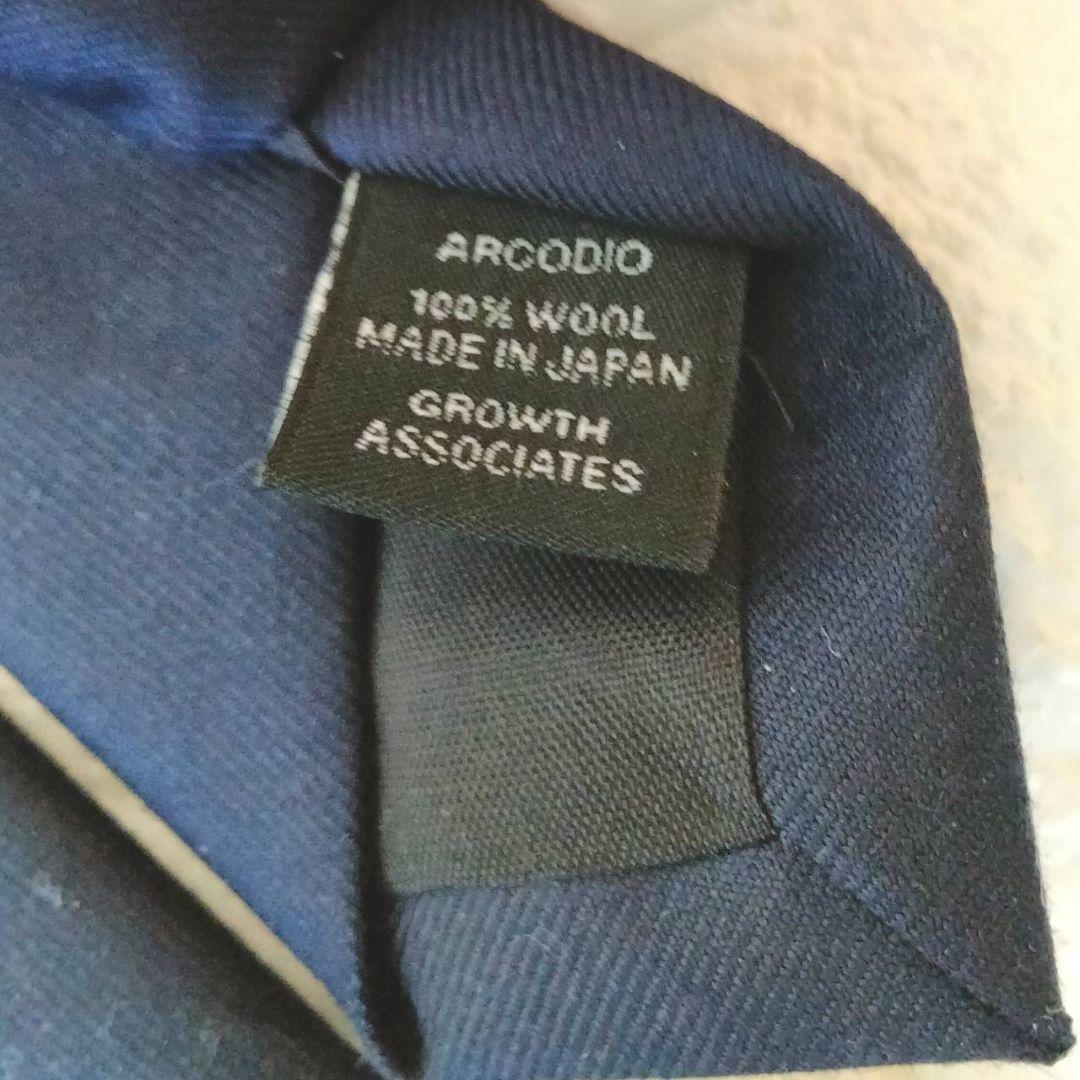 ARCODIO
100% WOOL
MADE IN JAPAN
GROWTH
ASSOCIATES